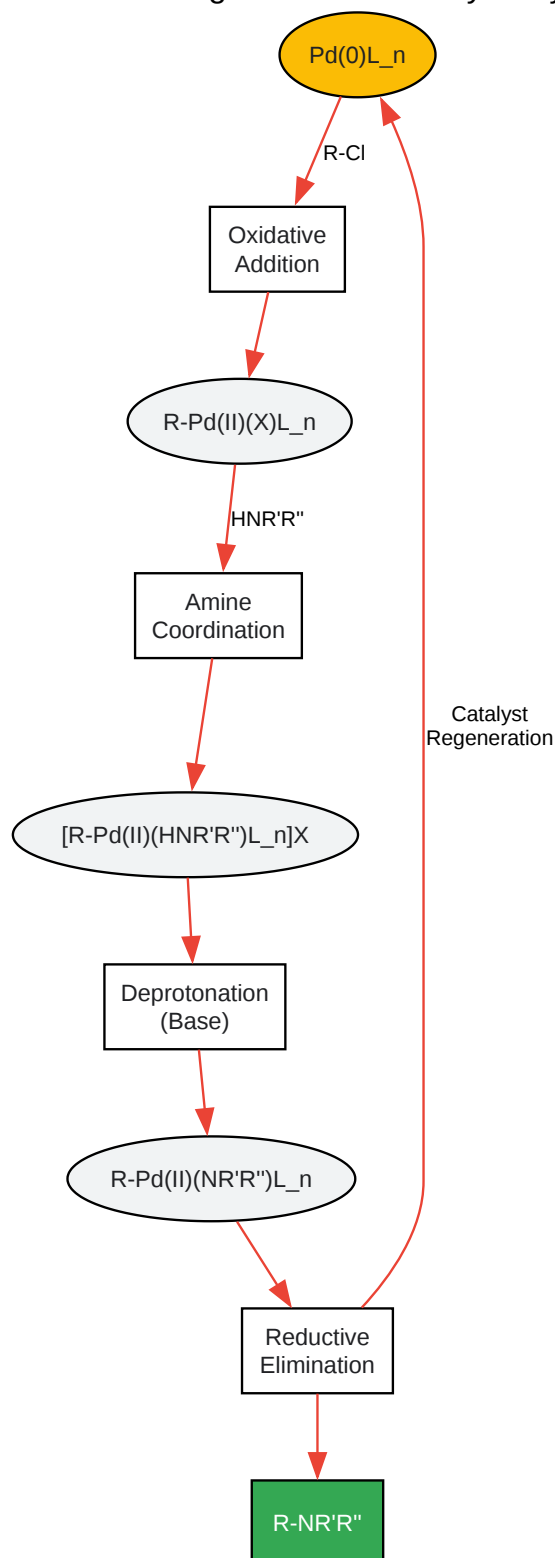 Pd(0)L_n
R-Cl
Oxidative
Addition
R-Pd(II)(X)L_n
HNR'R"
Amine
Coordination
Catalyst
Regeneration
[R-Pd(II)(HNR'R")L_n]X
Deprotonation
(Base)
R-Pd(II)(NR'R")L_n
Reductive
Elimination
R-NR'R"